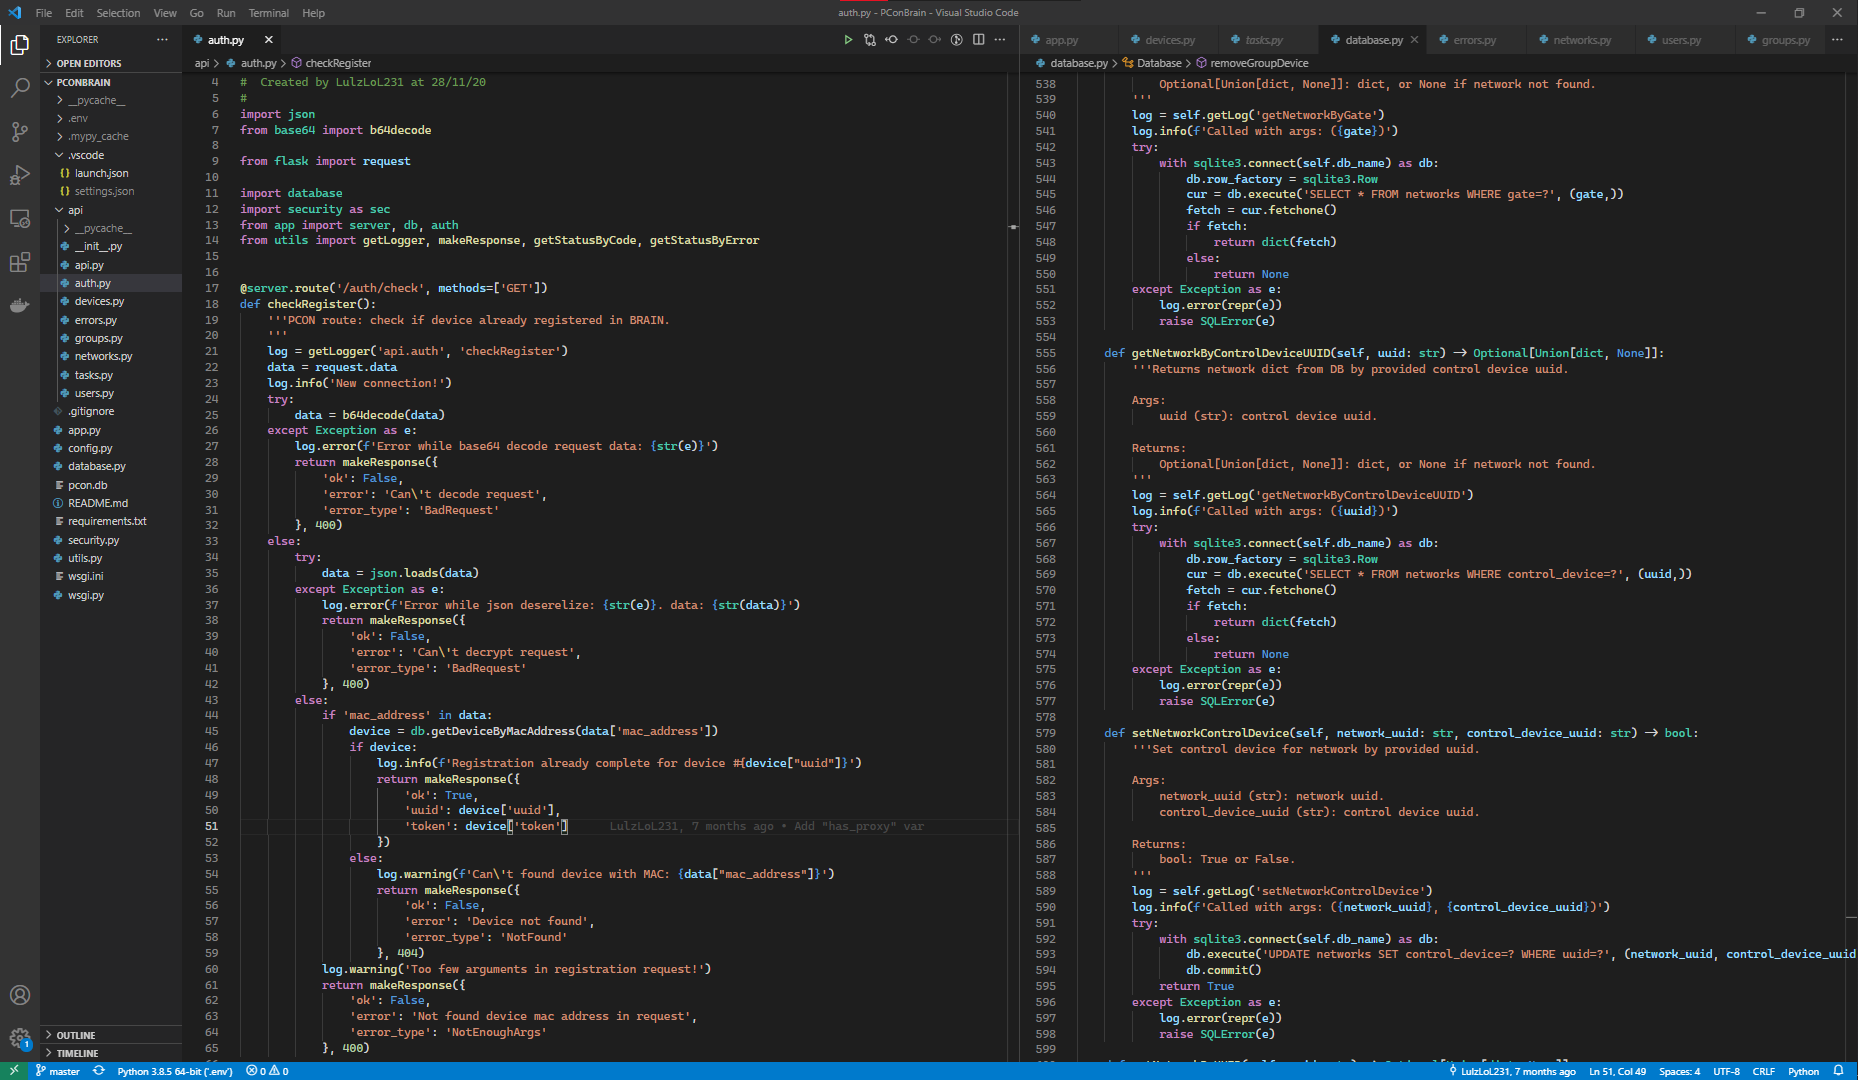 File Edit Selection View Go Run Terminal Help
auth.py - PConBrain - Visual Studio Code
EXPLORER
OPEN EDITORS
PCONBRAIN
__pycache__
.env
.mypy_cache
.vscode
launch.json
settings.json
api
__pycache__
__init__.py
api.py
auth.py
devices.py
errors.py
groups.py
networks.py
tasks.py
users.py
.gitignore
app.py
config.py
database.py
pcon.db
README.md
requirements.txt
security.py
utils.py
wsgi.ini
wsgi.py
OUTLINE
TIMELINE
auth.py
api > auth.py > checkRegister
4 #  Created by LulzLoL231 at 28/11/20
5 #
6 import json
7 from base64 import b64decode
8
9 from flask import request
10
11 import database
12 import security as sec
13 from app import server, db, auth
14 from utils import getLogger, makeResponse, getStatusByCode, getStatusByError
15
16
17 @server.route('/auth/check', methods=['GET'])
18 def checkRegister():
19     '''PCON route: check if device already registered in BRAIN.
20     '''
21     log = getLogger('api.auth', 'checkRegister')
22     data = request.data
23     log.info('New connection!')
24     try:
25         data = b64decode(data)
26     except Exception as e:
27         log.error(f'Error while base64 decode request data: {str(e)}')
28         return makeResponse({
29             'ok': False,
30             'error': 'Can\'t decode request',
31             'error_type': 'BadRequest'
32         }, 400)
33     else:
34         try:
35             data = json.loads(data)
36         except Exception as e:
37             log.error(f'Error while json deserelize: {str(e)}. data: {str(data)}')
38             return makeResponse({
39                 'ok': False,
40                 'error': 'Can\'t decrypt request',
41                 'error_type': 'BadRequest'
42             }, 400)
43         else:
44             if 'mac_address' in data:
45                 device = db.getDeviceByMacAddress(data['mac_address'])
46                 if device:
47                     log.info(f'Registration already complete for device #{device["uuid"]}')
48                     return makeResponse({
49                         'ok': True,
50                         'uuid': device['uuid'],
51                         'token': device['token']      LulzLoL231, 7 months ago • Add "has_proxy" var
52                     })
53                 else:
54                     log.warning(f'Can\'t found device with MAC: {data["mac_address"]}')
55                     return makeResponse({
56                         'ok': False,
57                         'error': 'Device not found',
58                         'error_type': 'NotFound'
59                     }, 404)
60             log.warning('Too few arguments in registration request!')
61             return makeResponse({
62                 'ok': False,
63                 'error': 'Not found device mac address in request',
64                 'error_type': 'NotEnoughArgs'
65             }, 400)
app.py devices.py tasks.py database.py errors.py networks.py users.py groups.py
database.py > Database > removeGroupDevice
538             Optional[Union[dict, None]]: dict, or None if network not found.
539         '''
540         log = self.getLog('getNetworkByGate')
541         log.info(f'Called with args: ({gate})')
542         try:
543             with sqlite3.connect(self.db_name) as db:
544                 db.row_factory = sqlite3.Row
545                 cur = db.execute('SELECT * FROM networks WHERE gate=?', (gate,))
546                 fetch = cur.fetchone()
547                 if fetch:
548                     return dict(fetch)
549                 else:
550                     return None
551         except Exception as e:
552             log.error(repr(e))
553             raise SQLError(e)
554
555     def getNetworkByControlDeviceUUID(self, uuid: str) -> Optional[Union[dict, None]]:
556         '''Returns network dict from DB by provided control device uuid.
557
558         Args:
559             uuid (str): control device uuid.
560
561         Returns:
562             Optional[Union[dict, None]]: dict, or None if network not found.
563         '''
564         log = self.getLog('getNetworkByControlDeviceUUID')
565         log.info(f'Called with args: ({uuid})')
566         try:
567             with sqlite3.connect(self.db_name) as db:
568                 db.row_factory = sqlite3.Row
569                 cur = db.execute('SELECT * FROM networks WHERE control_device=?', (uuid,))
570                 fetch = cur.fetchone()
571                 if fetch:
572                     return dict(fetch)
573                 else:
574                     return None
575         except Exception as e:
576             log.error(repr(e))
577             raise SQLError(e)
578
579     def setNetworkControlDevice(self, network_uuid: str, control_device_uuid: str) -> bool:
580         '''Set control device for network by provided uuid.
581
582         Args:
583             network_uuid (str): network uuid.
584             control_device_uuid (str): control device uuid.
585
586         Returns:
587             bool: True or False.
588         '''
589         log = self.getLog('setNetworkControlDevice')
590         log.info(f'Called with args: ({network_uuid}, {control_device_uuid})')
591         try:
592             with sqlite3.connect(self.db_name) as db:
593                 db.execute('UPDATE networks SET control_device=? WHERE uuid=?', (network_uuid, control_device_uuid
594                 db.commit()
595             return True
596         except Exception as e:
597             log.error(repr(e))
598             raise SQLError(e)
599
1
master Python 3.8.5 64-bit ('.env') 0 0 LulzLoL231, 7 months ago Ln 51, Col 49 Spaces: 4 UTF-8 CRLF Python